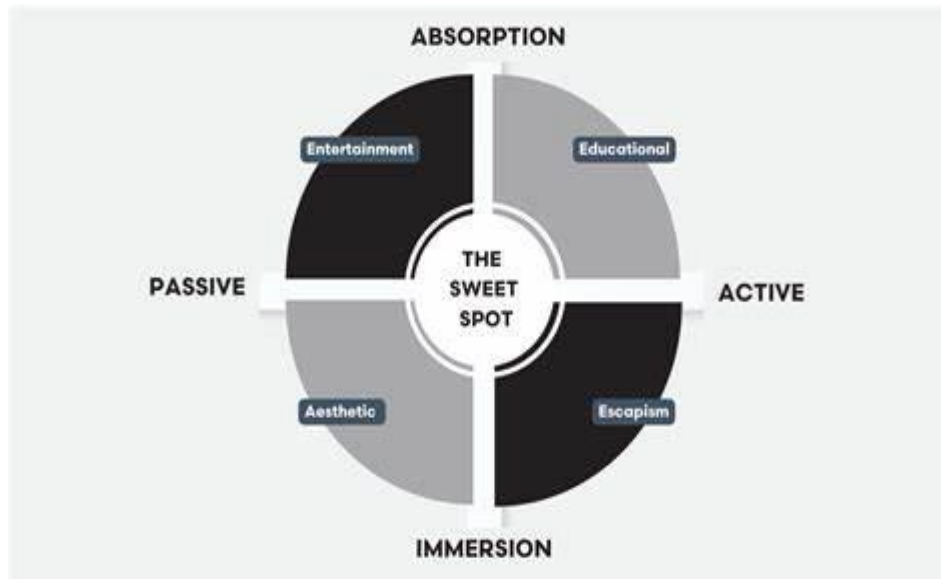 ABSORPTION
Entertainment
Educational
THE
SWEET
SPOT
PASSIVE
ACTIVE
Aesthetic
Escapism
IMMERSION